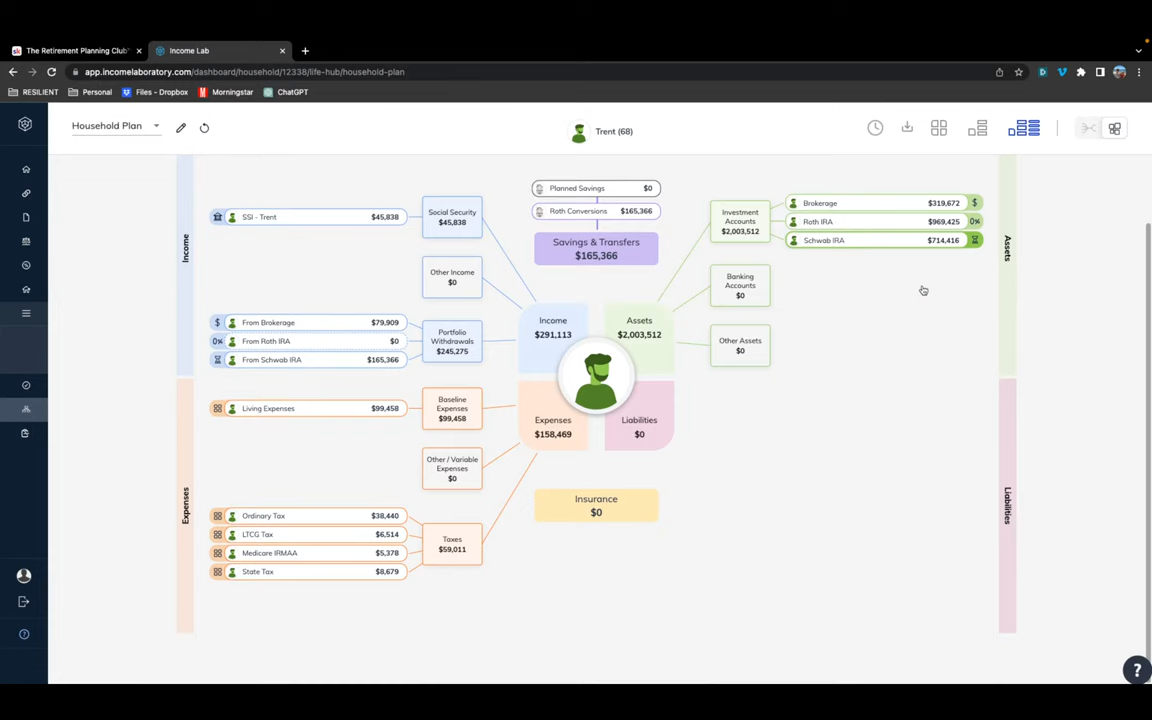 The Retirement Planning Club
Income Lab
app.incomelaboratory.com/dashboard/household/12338/life-hub/household-plan
RESILIENT
Personal
Files - Dropbox
Morningstar
ChatGPT
Household Plan
Trent (68)
Income
SSI - Trent $45,838
Social Security
$45,838
Other Income
$0
From Brokerage $79,909
From Roth IRA $0
From Schwab IRA $165,366
Portfolio
Withdrawals
$245,275
Planned Savings $0
Roth Conversions $165,366
Savings & Transfers
$165,366
Income
$291,113
Assets
$2,003,512
Expenses
$158,469
Liabilities
$0
Insurance
$0
Investment
Accounts
$2,003,512
Brokerage $319,672 $
Roth IRA $969,425 0%
Schwab IRA $714,416
Banking
Accounts
$0
Other Assets
$0
Assets
Expenses
Living Expenses $99,458
Baseline
Expenses
$99,458
Other / Variable
Expenses
$0
Ordinary Tax $38,440
LTCG Tax $6,514
Medicare IRMAA $5,378
State Tax $8,679
Taxes
$59,011
Liabilities
?